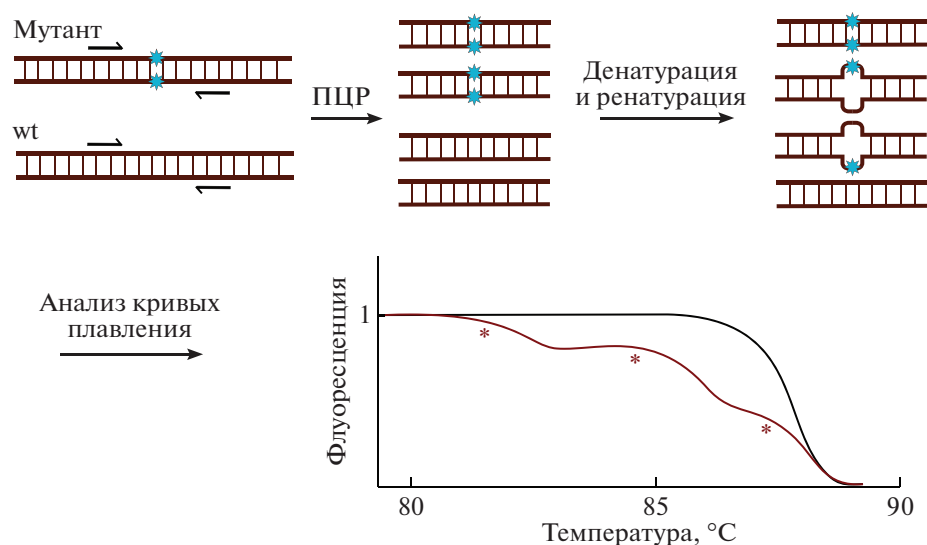 Мутант
ПЦР
Денатурация
и ренатурация
wt
Анализ кривых
плавления
Флуоресценция
1
*
*
*
80
85
90
Температура, °C